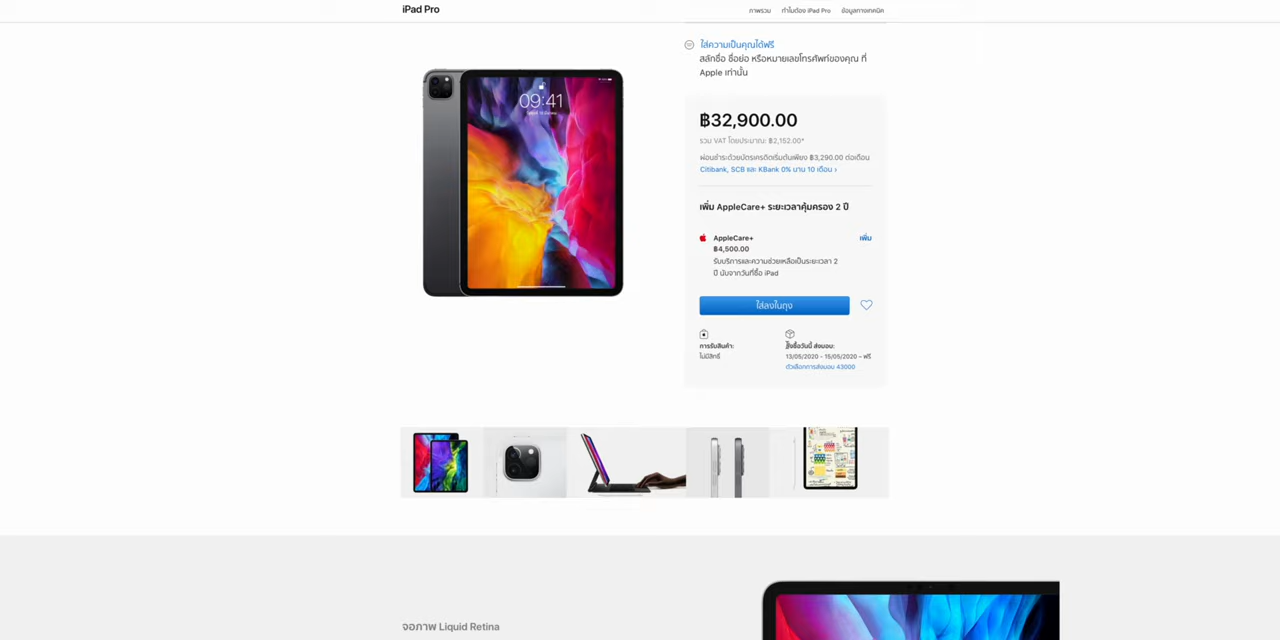 iPad Pro
ภาพรวม ทำไมต้อง iPad Pro ข้อมูลทางเทคนิค
ใส่ความเป็นคุณได้ฟรี
สลักชื่อ ชื่อย่อ หรือหมายเลขโทรศัพท์ของคุณ ที่
Apple เท่านั้น
09:41
฿32,900.00
รวม VAT โดยประมาณ: ฿2,152.00*
ผ่อนชำระด้วยบัตรเครดิตเริ่มต้นเพียง ฿3,290.00 ต่อเดือน
Citibank, SCB และ KBank 0% นาน 10 เดือน ›
เพิ่ม AppleCare+ ระยะเวลาคุ้มครอง 2 ปี
AppleCare+ เพิ่ม
฿4,500.00
รับบริการและความช่วยเหลือเป็นระยะเวลา 2
ปี นับจากวันที่ซื้อ iPad
ใส่ลงในถุง
การรับสินค้า:
ไม่มีสิทธิ์
สั่งซื้อวันนี้ ส่งมอบ:
13/05/2020 - 15/05/2020 – ฟรี
ตัวเลือกการส่งมอบ 43000
จอภาพ Liquid Retina